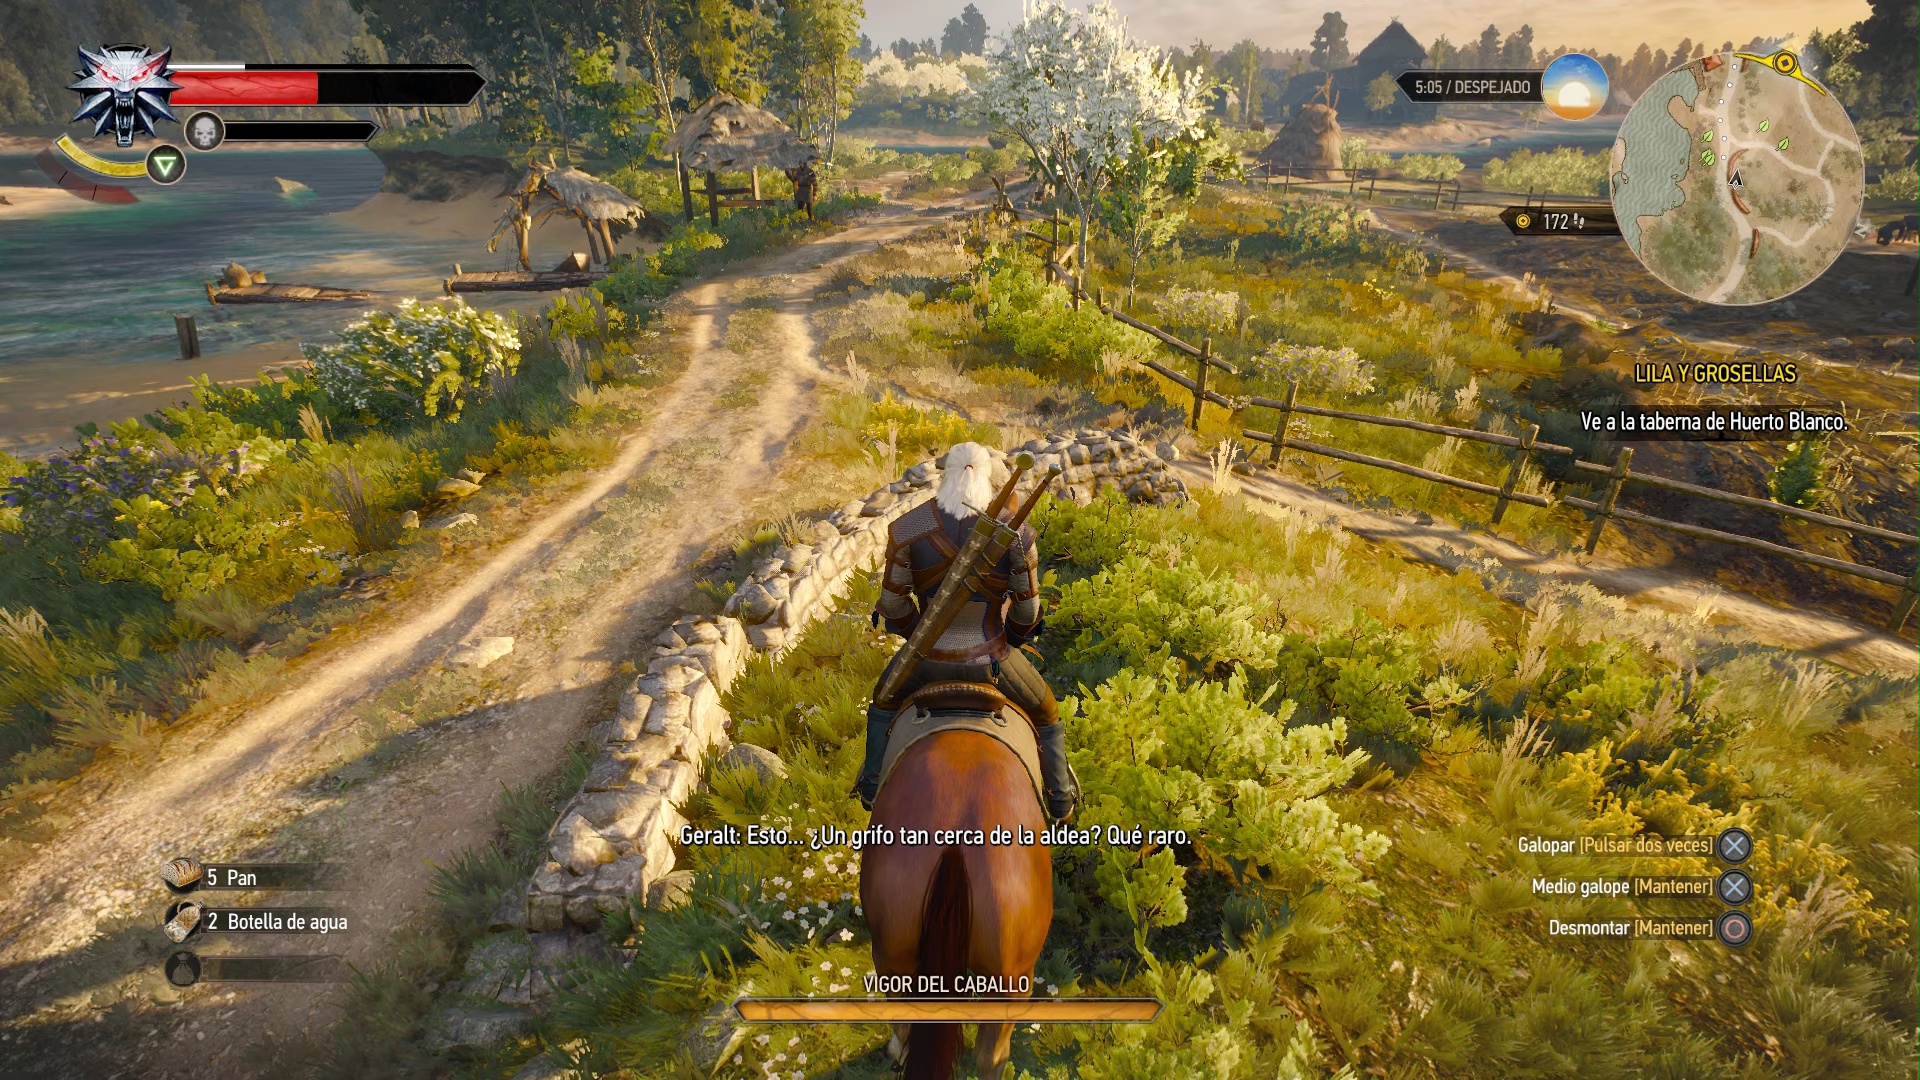 5:05 / DESPEJADO
172
LILA Y GROSELLAS
Ve a la taberna de Huerto Blanco.
Geralt: Esto... ¿Un grifo tan cerca de la aldea? Qué raro.
Galopar [Pulsar dos veces]
Medio galope [Mantener]
Desmontar [Mantener]
5 Pan
2 Botella de agua
VIGOR DEL CABALLO